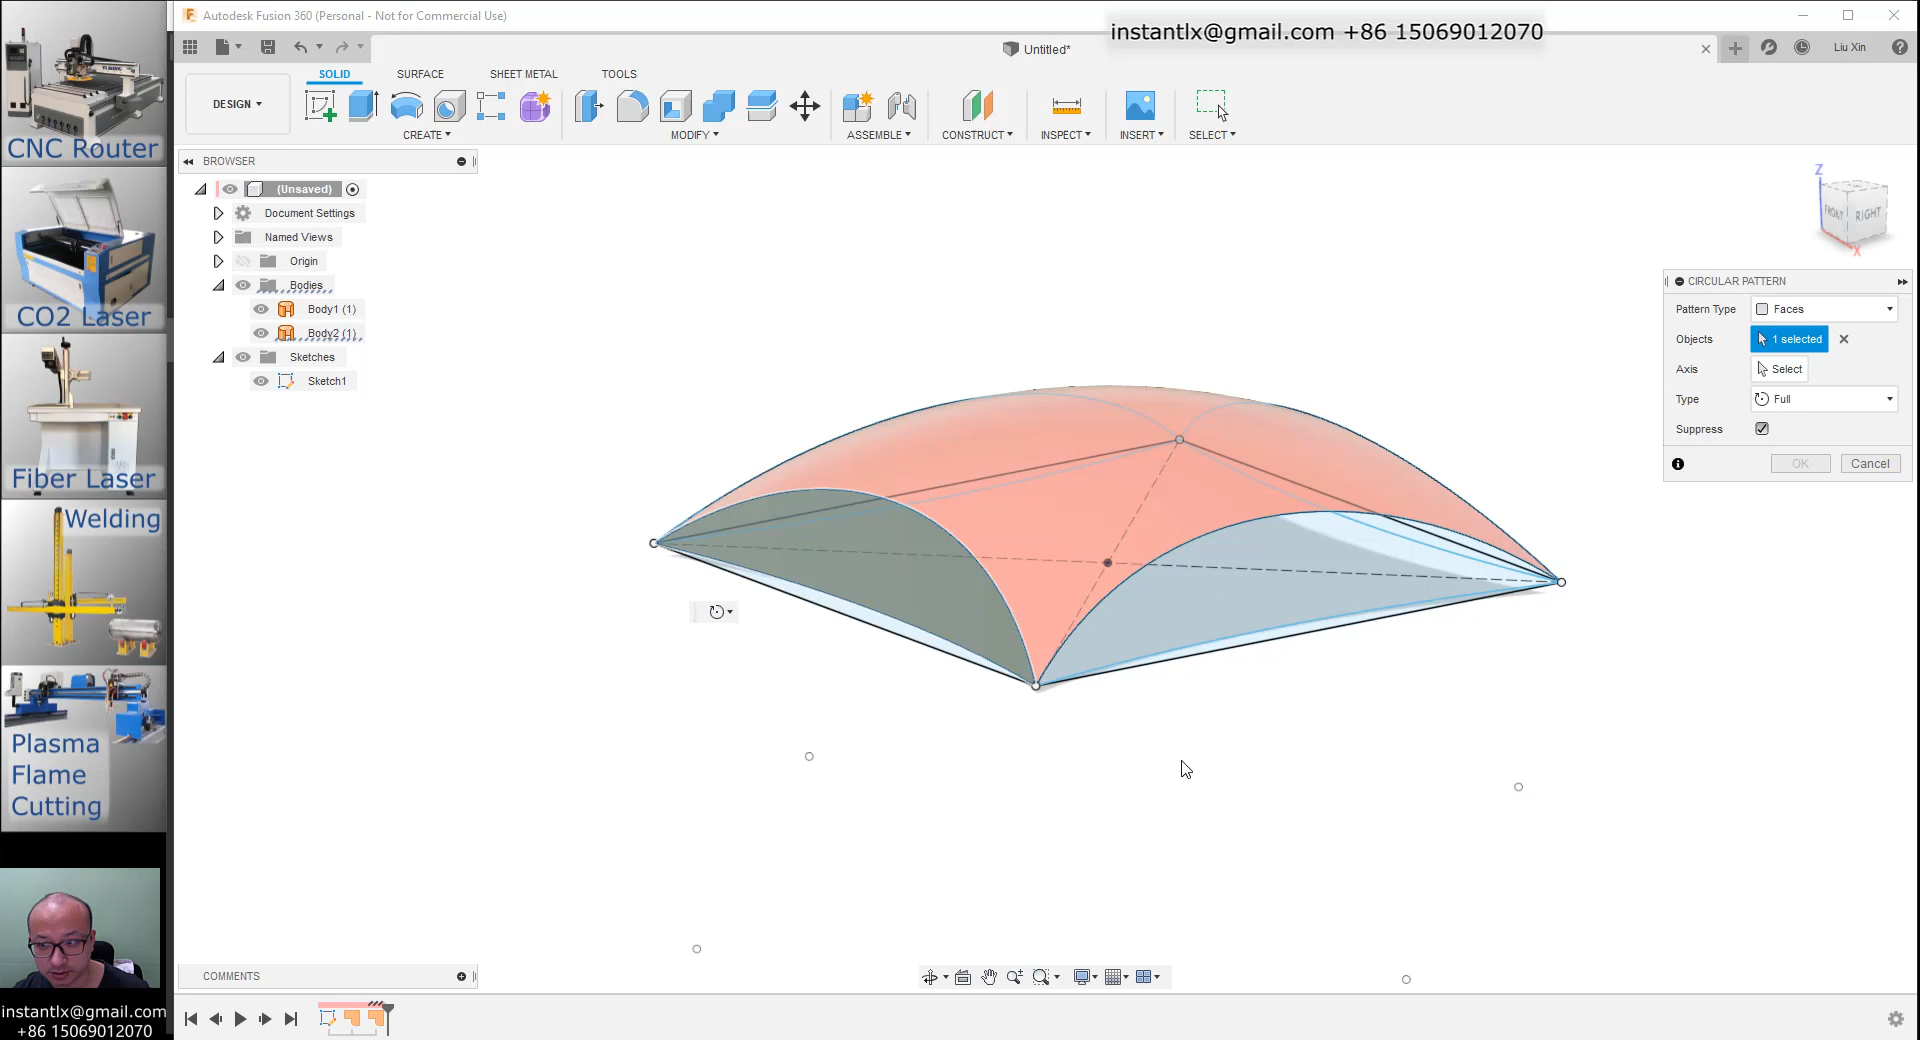 Autodesk Fusion 360 (Personal - Not for Commercial Use)
instantlx@gmail.com +86 15069012070
Untitled*
Liu Xin
DESIGN
SOLID
SURFACE
SHEET METAL
TOOLS
CREATE
MODIFY
ASSEMBLE
CONSTRUCT
INSPECT
INSERT
SELECT
BROWSER
(Unsaved)
Document Settings
Named Views
Origin
Bodies
Body1 (1)
Body2 (1)
Sketches
Sketch1
Z
FRONT
RIGHT
X
CIRCULAR PATTERN
Pattern Type
Faces
Objects
1 selected
Axis
Select
Type
Full
Suppress
OK
Cancel
CNC Router
CO2 Laser
Fiber Laser
Welding
Plasma
Flame
Cutting
COMMENTS
instantlx@gmail.com
+86 15069012070